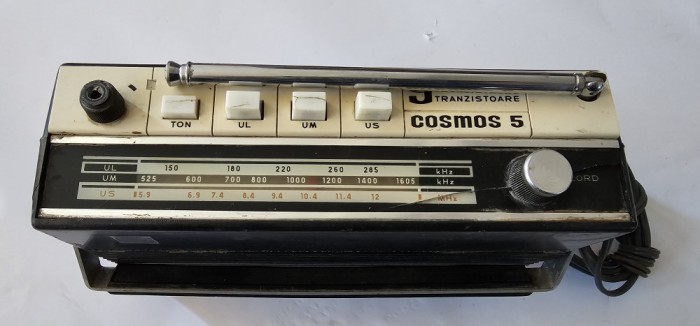 TRANZISTOARE
TON UL UM US COSMOS 5
UL 150 180 220 260 285 kHz
UM 525 600 700 800 1000 1200 1400 1605 kHz
US 5.9 6.9 7.4 8.4 9.4 10.4 11.4 12 MHz